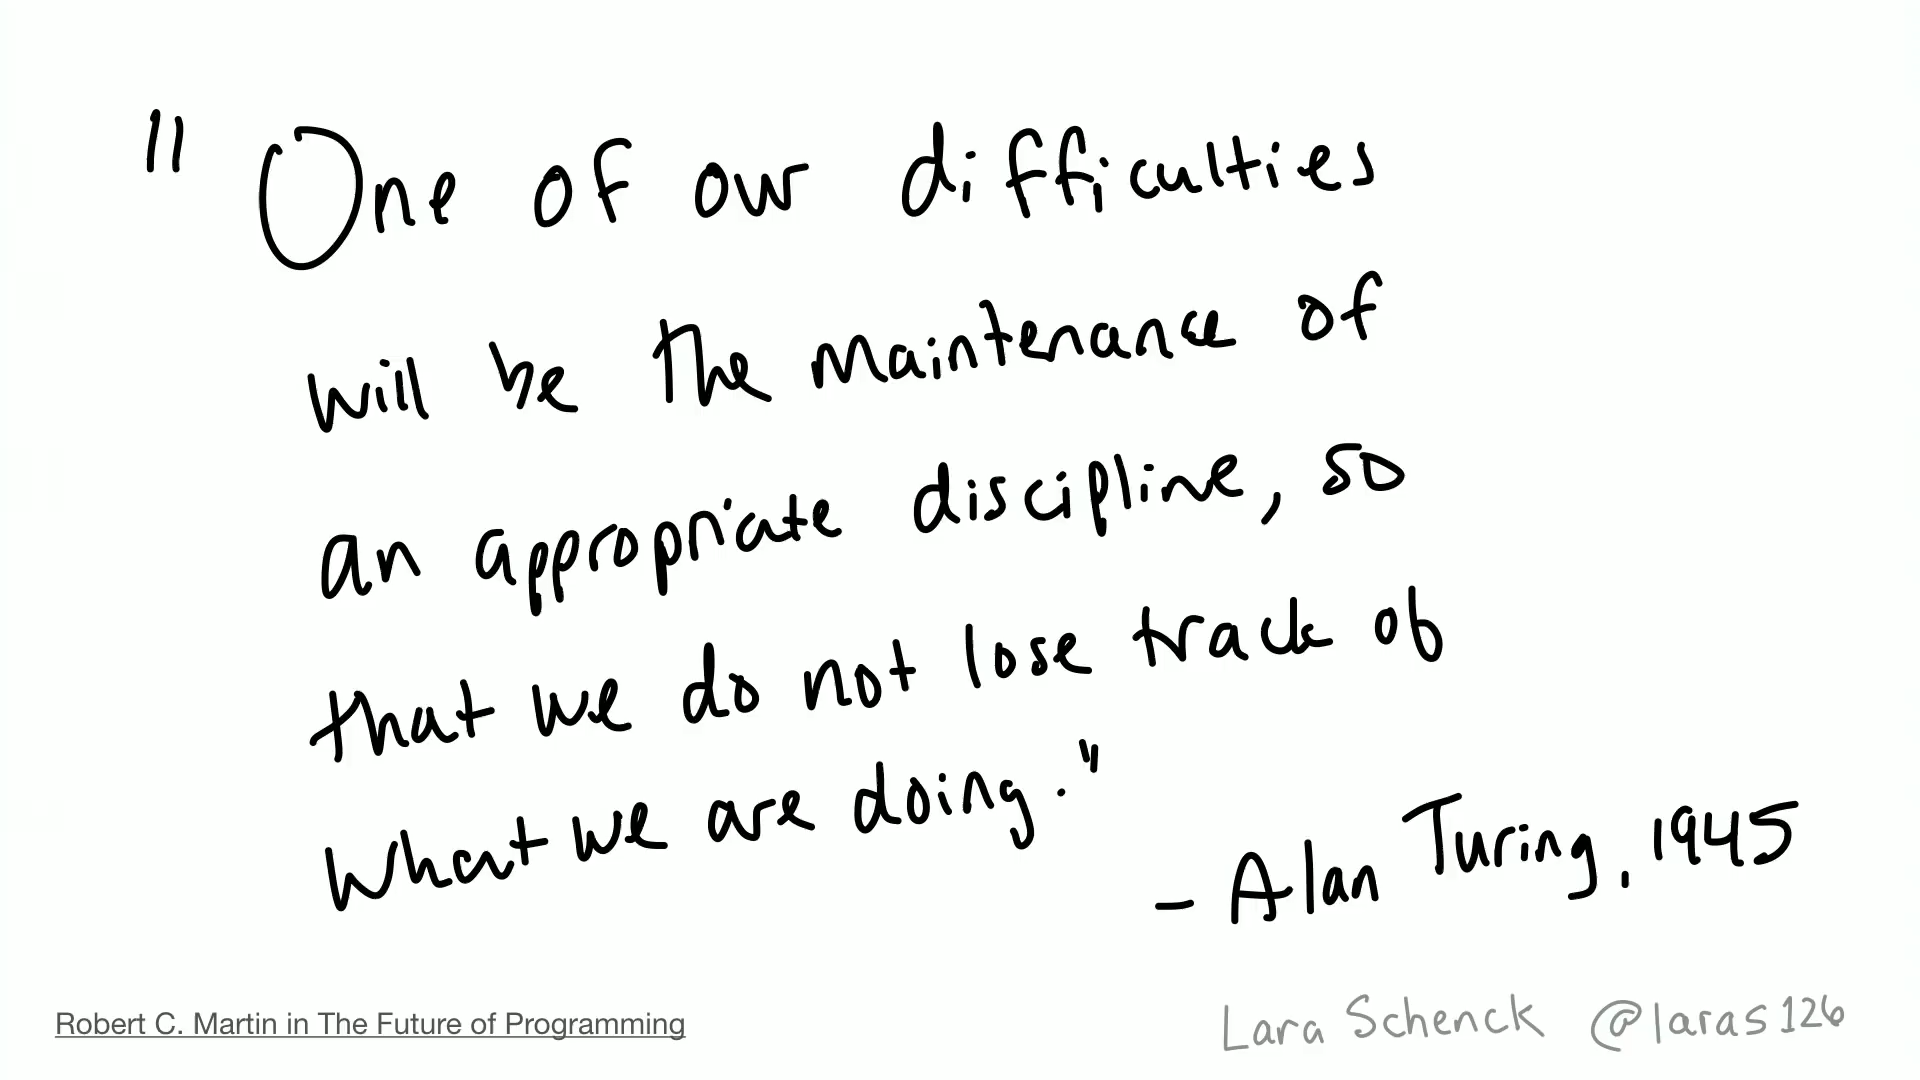 "One of our difficulties
will be the maintenance of
an appropriate discipline, so
that we do not lose track of
what we are doing."
- Alan Turing, 1945
Robert C. Martin in The Future of Programming
Lara Schenck @laras126